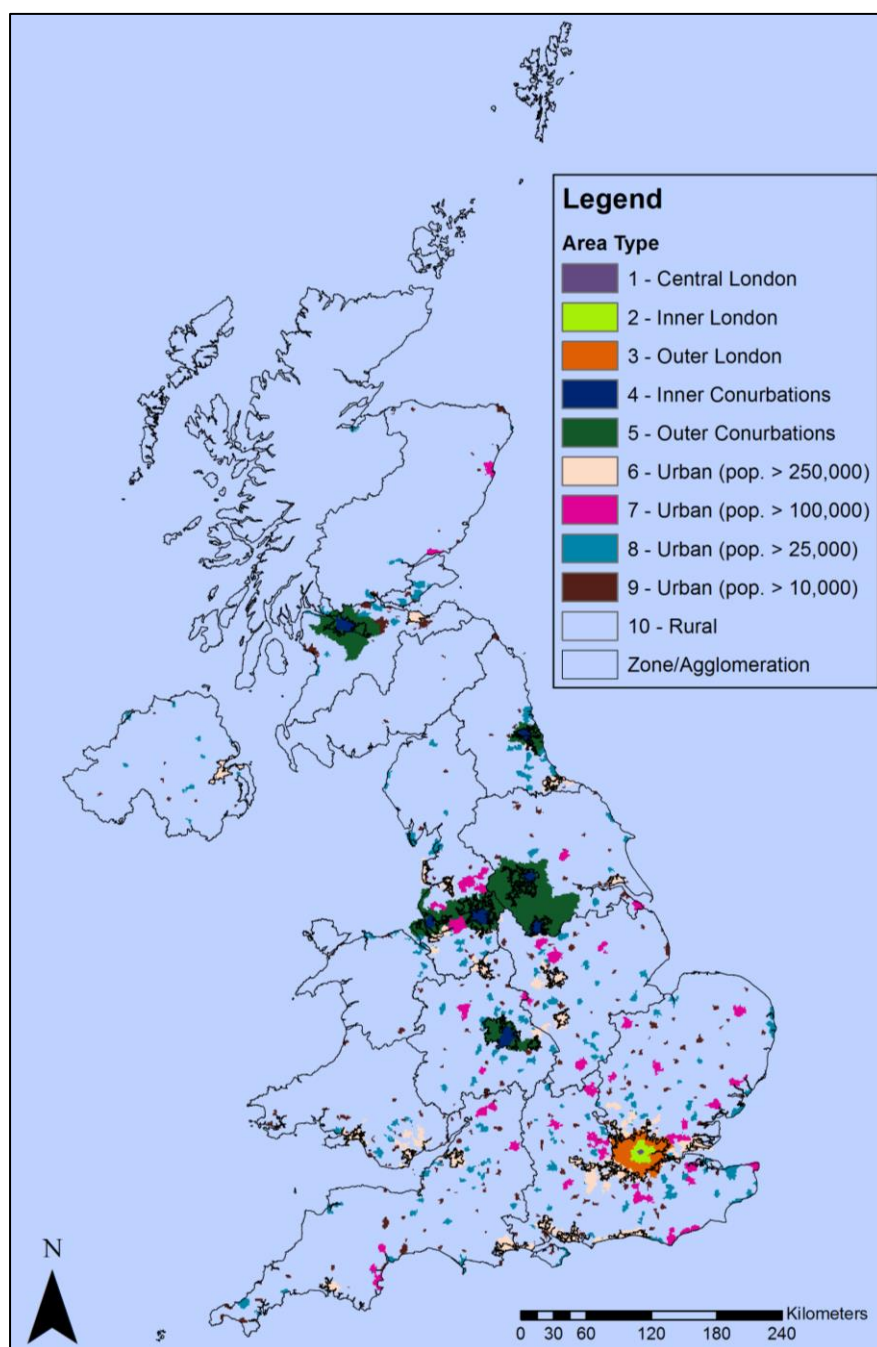 Legend
Area Type
1 - Central London
2 - Inner London
3 - Outer London
4 - Inner Conurbations
5 - Outer Conurbations
6 - Urban (pop. > 250,000)
7 - Urban (pop. > 100,000)
8 - Urban (pop. > 25,000)
9 - Urban (pop. > 10,000)
10 - Rural
Zone/Agglomeration
N
Kilometers
0 30 60 120 180 240